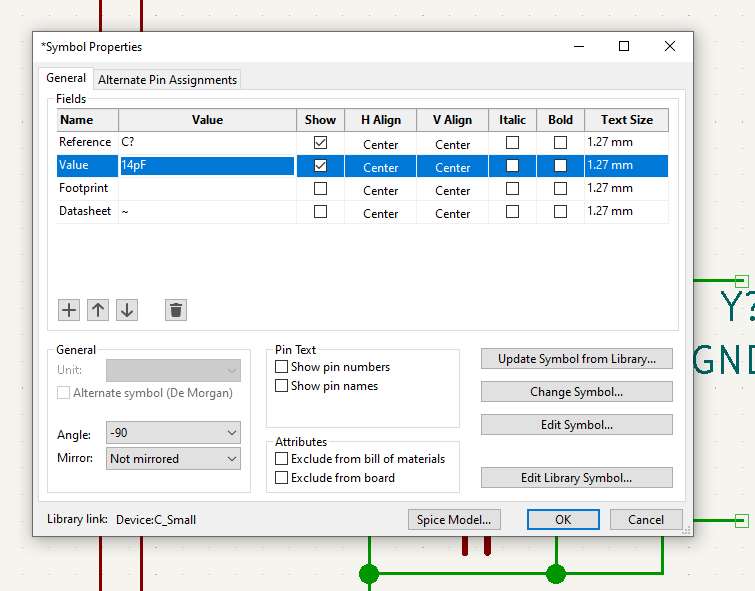 *Symbol Properties
General Alternate Pin Assignments
Fields
Name Value Show H Align V Align Italic Bold Text Size
Reference C? Center Center 1.27 mm
Value 14pF Center Center 1.27 mm
Footprint Center Center 1.27 mm
Datasheet ~ Center Center 1.27 mm
General
Unit:
Alternate symbol (De Morgan)
Angle: -90
Mirror: Not mirrored
Pin Text
Show pin numbers
Show pin names
Attributes
Exclude from bill of materials
Exclude from board
Update Symbol from Library...
Change Symbol...
Edit Symbol...
Edit Library Symbol...
Library link: Device:C_Small
Spice Model... OK Cancel
Y?
GND